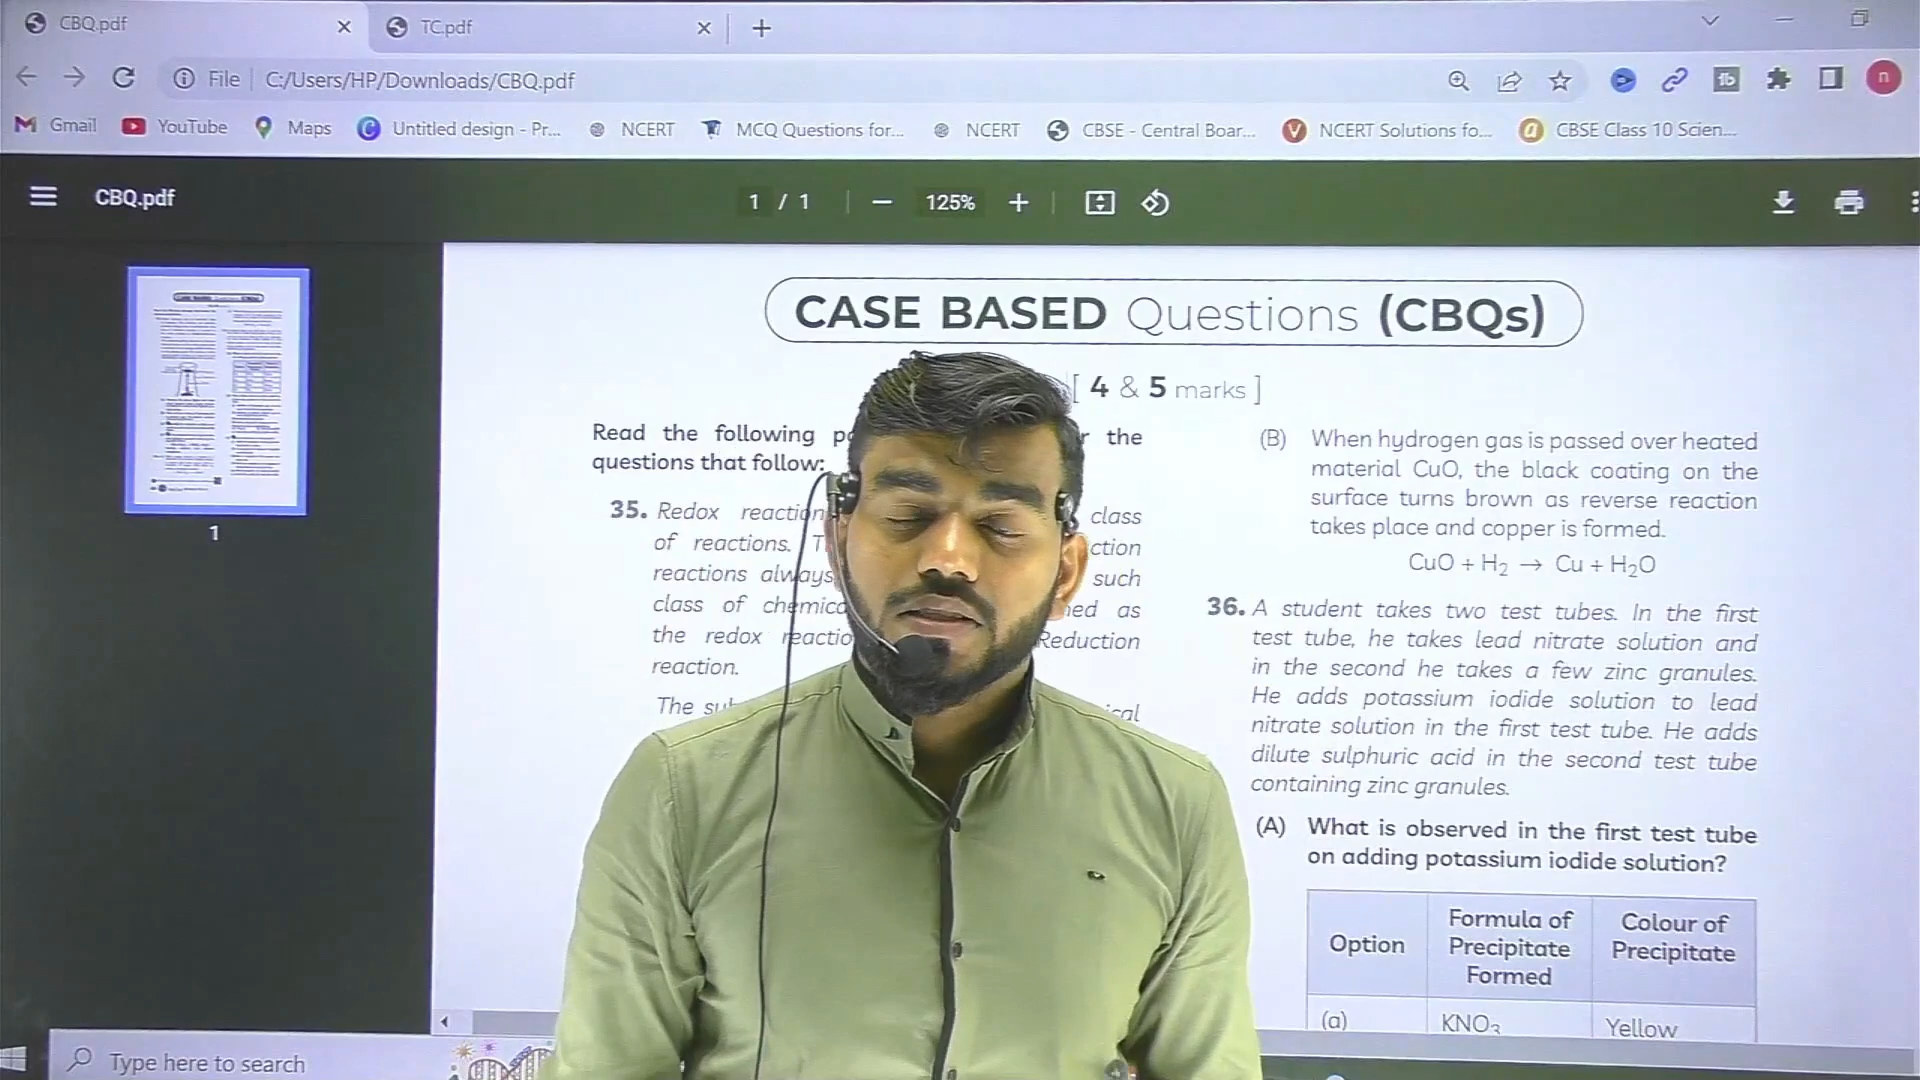 CBQ.pdf
TC.pdf
File C:/Users/HP/Downloads/CBQ.pdf
n
Gmail YouTube Maps Untitled design - Pr... NCERT MCQ Questions for... NCERT CBSE - Central Boar... NCERT Solutions fo... CBSE Class 10 Scien...
CBQ.pdf
1 / 1 125%
1
CASE BASED Questions (CBQs)
[ 4 & 5 marks ]
Read the following the
questions that follow:
35. Redox reaction class
of reactions. ction
reactions always such
class of ned as
the redox Reduction
reaction.
The ical
(B) When hydrogen gas is passed over heated
material CuO, the black coating on the
surface turns brown as reverse reaction
takes place and copper is formed.
CuO + H₂ → Cu + H₂O
36. A student takes two test tubes. In the first
test tube, he takes lead nitrate solution and
in the second he takes a few zinc granules.
He adds potassium iodide solution to lead
nitrate solution in the first test tube. He adds
dilute sulphuric acid in the second test tube
containing zinc granules.
(A) What is observed in the first test tube
on adding potassium iodide solution?
Option
Formula of
Precipitate
Formed
Colour of
Precipitate
(a) KNO₃ Yellow
Type here to search